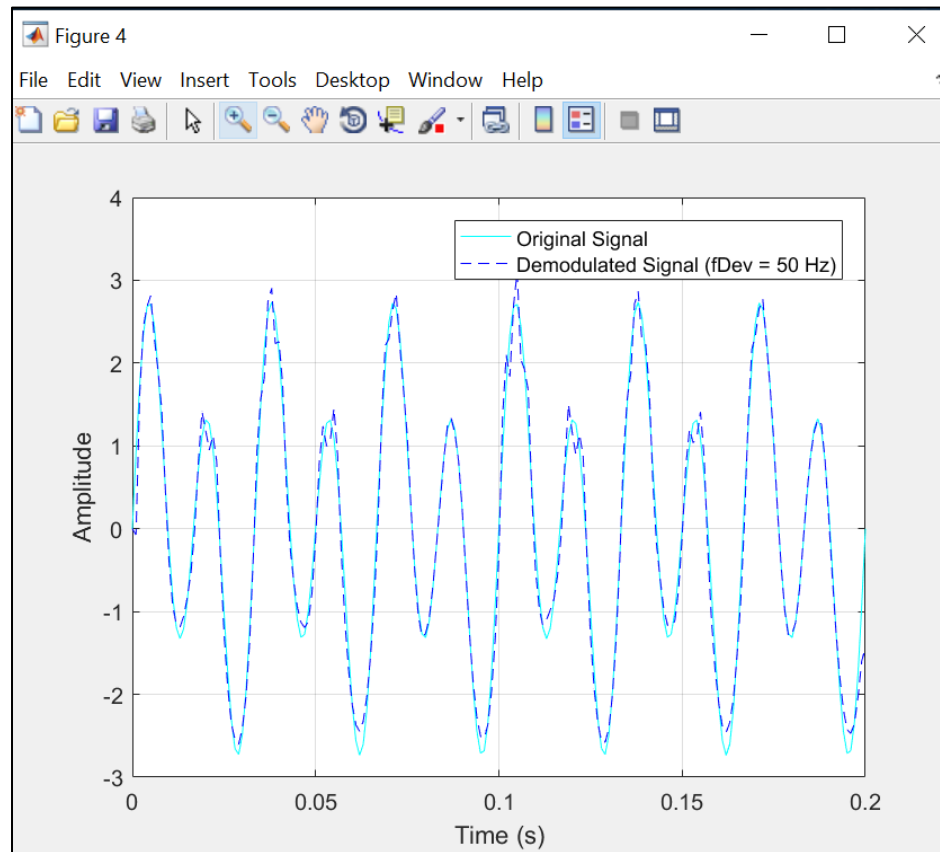 Figure 4
File Edit View Insert Tools Desktop Window Help
Original Signal
Demodulated Signal (fDev = 50 Hz)
4
3
2
1
0
-1
-2
-3
Amplitude
0 0.05 0.1 0.15 0.2
Time (s)